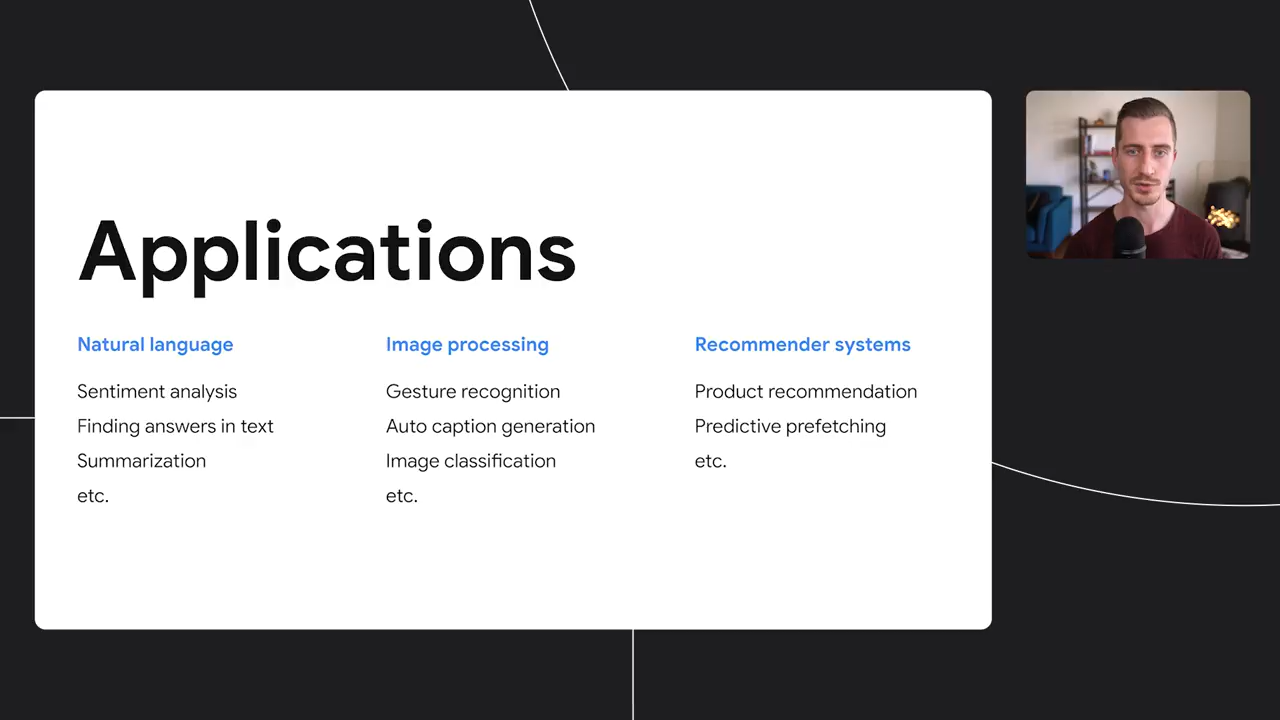 Applications
Natural language
Sentiment analysis
Finding answers in text
Summarization
etc.
Image processing
Gesture recognition
Auto caption generation
Image classification
etc.
Recommender systems
Product recommendation
Predictive prefetching
etc.